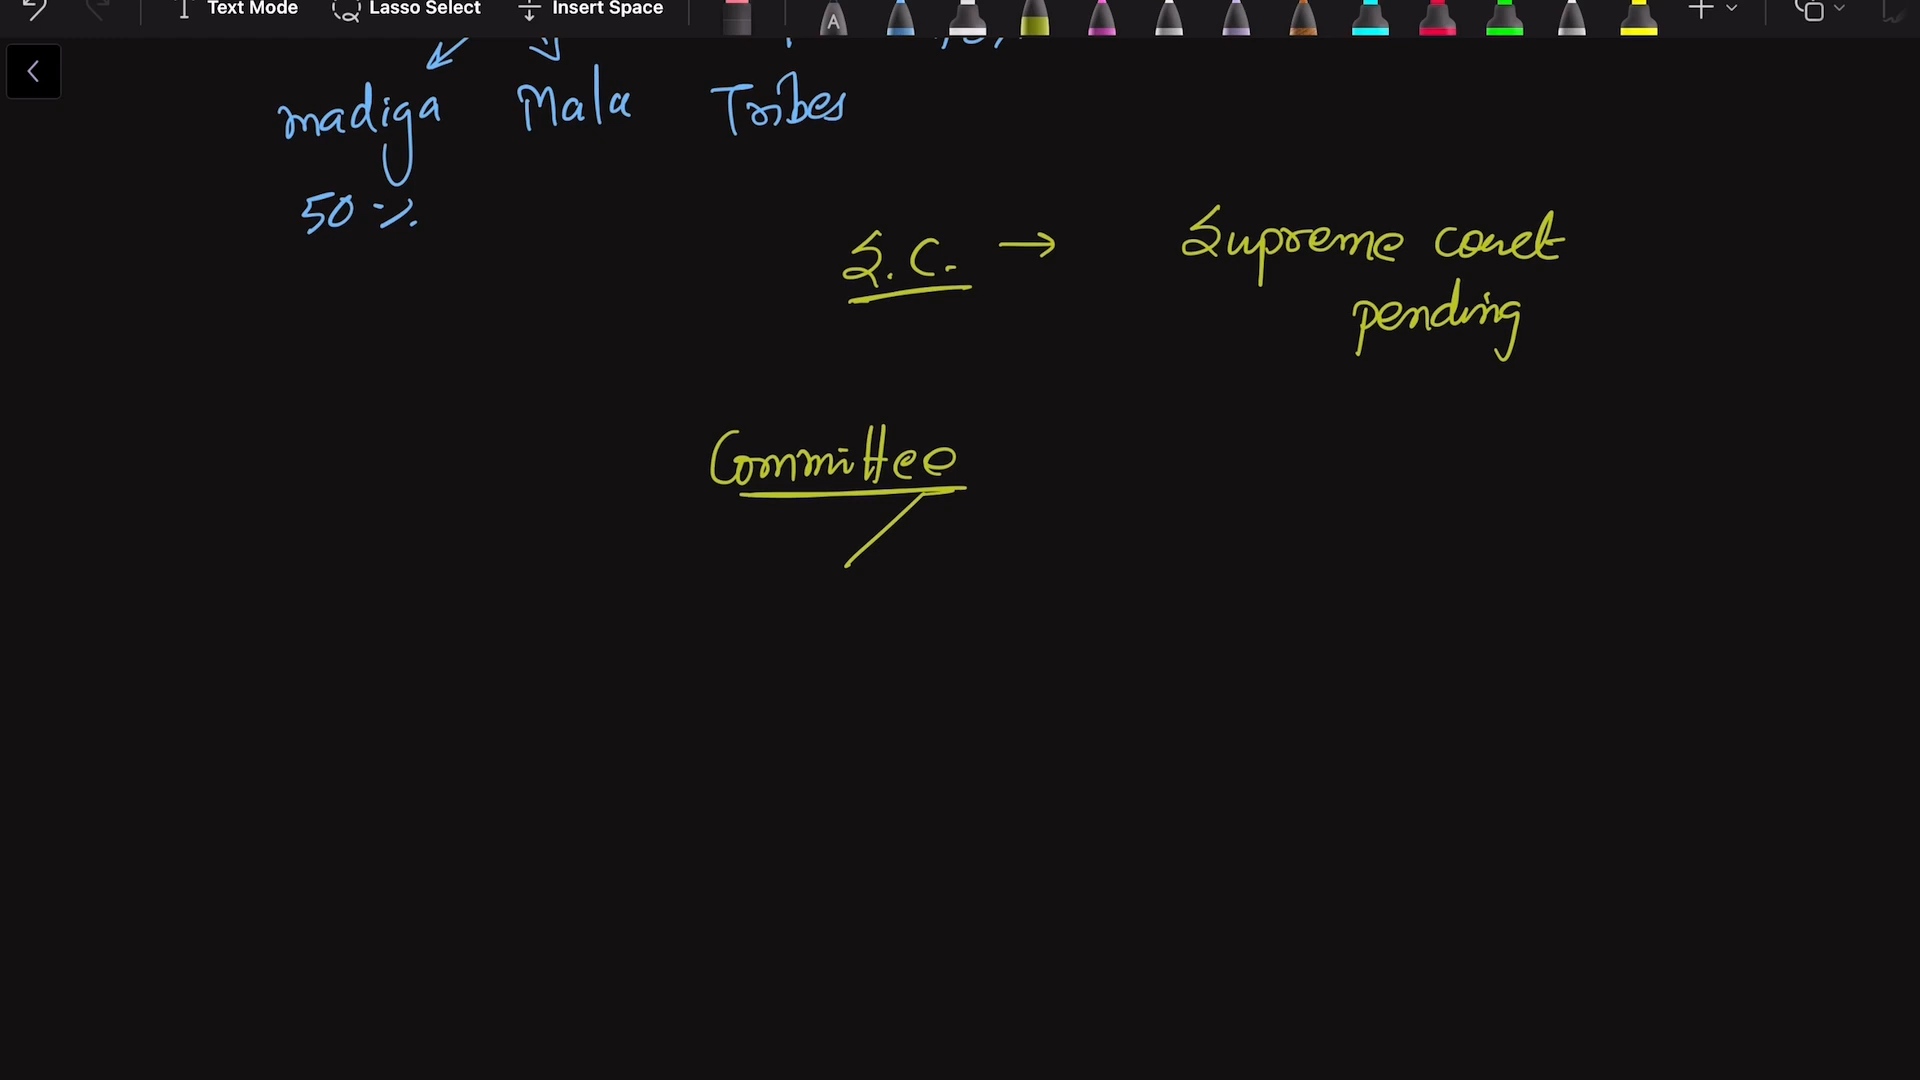 Text Mode Lasso Select Insert Space
A
madiga Mala Tribes
50%
S.C. → Supreme court
pending
Committee